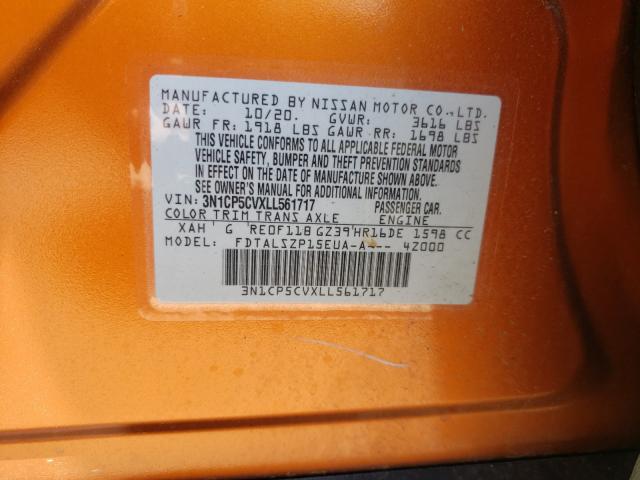 MANUFACTURED BY NISSAN MOTOR CO., LTD.
DATE: 10/20. GVWR: 3616 LBS
GAWR FR: 1918 LBS GAWR RR: 1698 LBS
THIS VEHICLE CONFORMS TO ALL APPLICABLE FEDERAL MOTOR
VEHICLE SAFETY, BUMPER AND THEFT PREVENTION STANDARDS
IN EFFECT ON THE DATE OF MANUFACTURE SHOWN ABOVE.
SEE OWNER'S MANUAL FOR ADDITIONAL INFORMATION.
VIN: 3N1CP5CVXLL561717 PASSENGER CAR.
COLOR TRIM TRANS AXLE ENGINE
XAH G RE0F11B GZ39 HR16DE 1598 CC
MODEL: FDTALSZP15EUA-A--- 42000
3N1CP5CVXLL561717